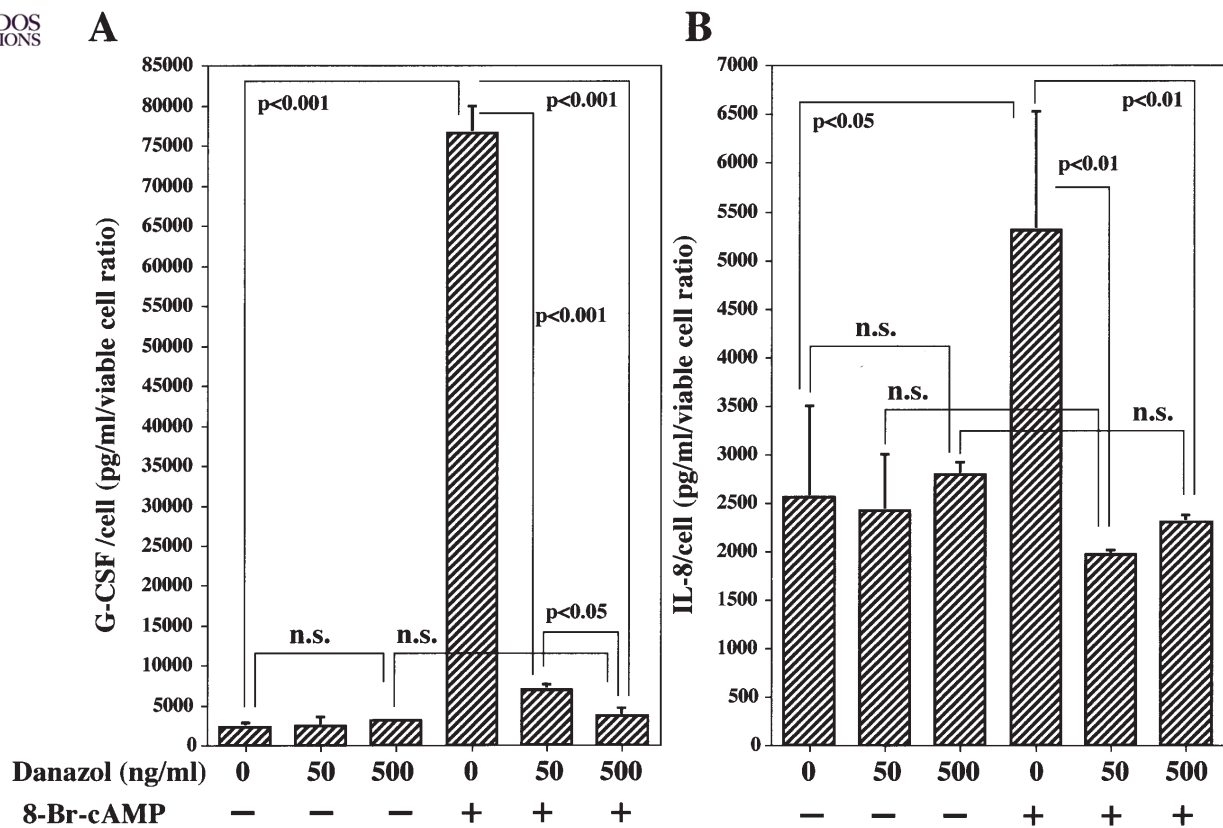 DOS
IONS
A
B
85000
80000
75000
70000
65000
60000
55000
50000
45000
40000
35000
30000
25000
20000
15000
10000
5000
0
G-CSF /cell (pg/ml/viable cell ratio)
p<0.001
p<0.001
p<0.001
p<0.05
n.s.
n.s.
7000
6500
6000
5500
5000
4500
4000
3500
3000
2500
2000
1500
1000
500
0
IL-8/cell (pg/ml/viable cell ratio)
p<0.05
p<0.01
p<0.01
n.s.
n.s.
n.s.
Danazol (ng/ml) 0 50 500 0 50 500 0 50 500 0 50 500
8-Br-cAMP − − − + + + − − − + + +